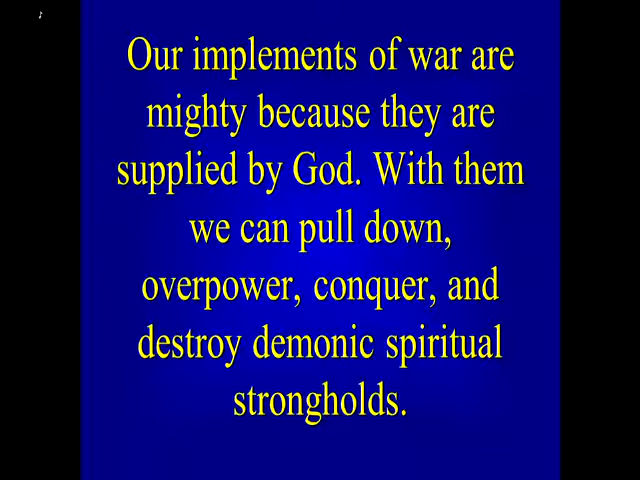 Our implements of war are
mighty because they are
supplied by God. With them
we can pull down,
overpower, conquer, and
destroy demonic spiritual
strongholds.